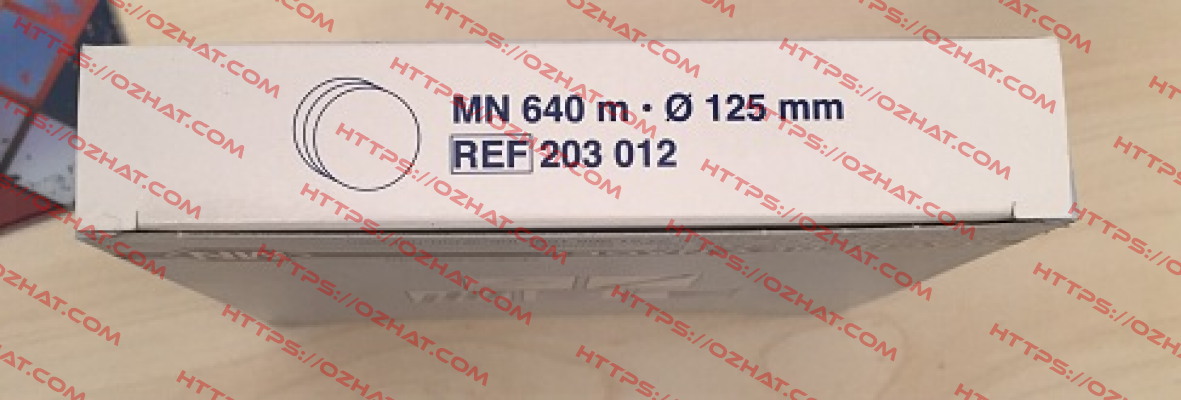 MN 640 m · Ø 125 mm
REF 203 012
HTTPS://OZHAT.COM